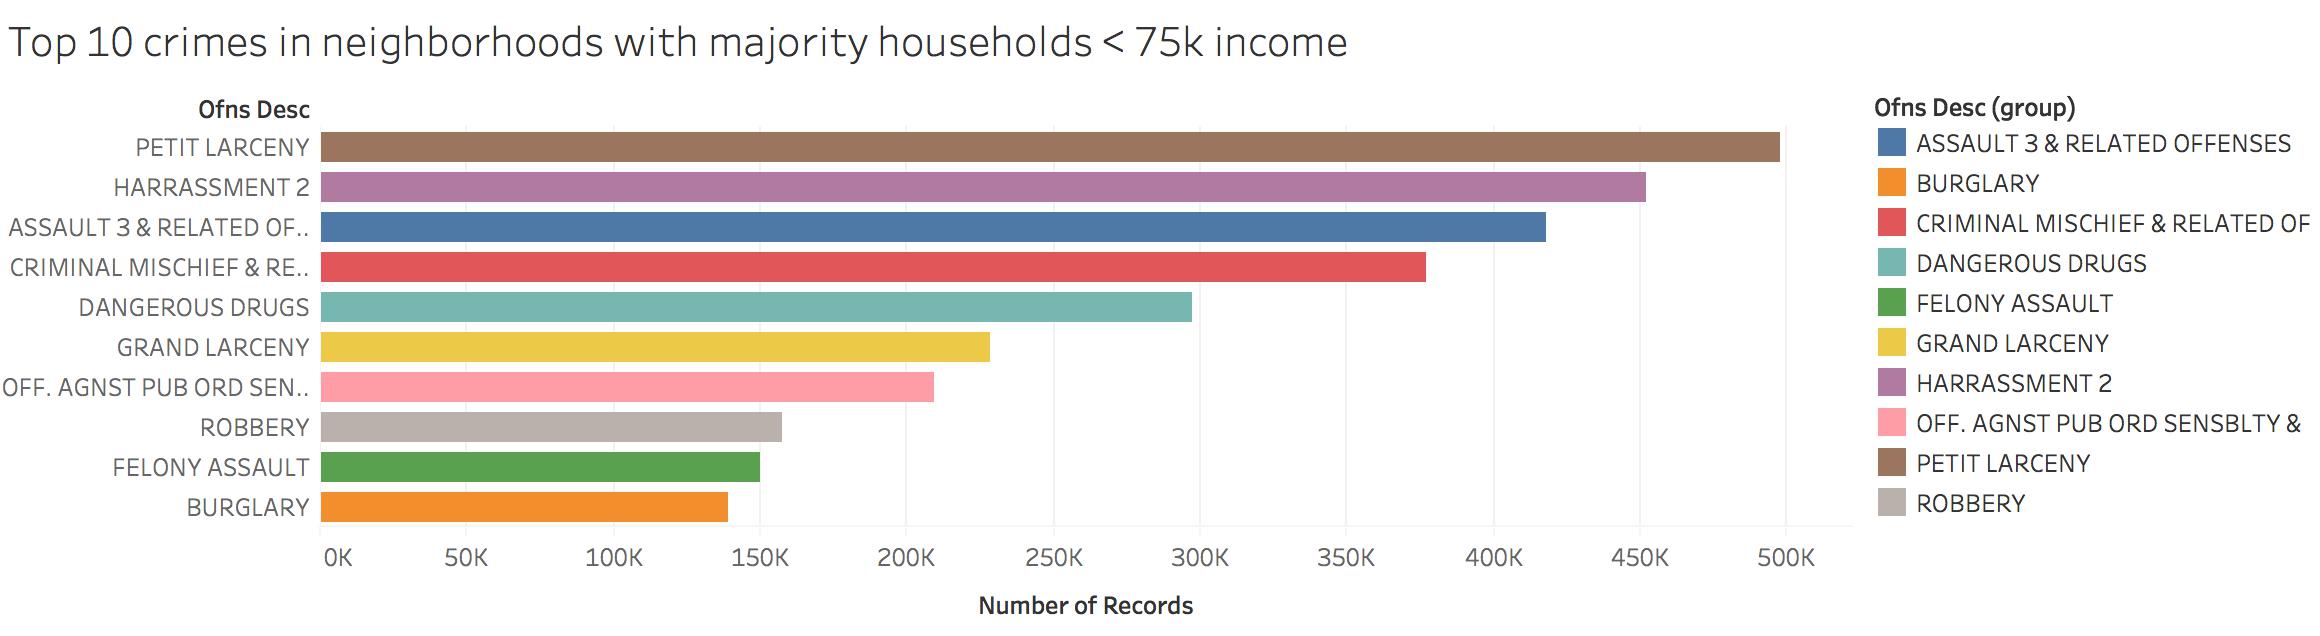 Top 10 crimes in neighborhoods with majority households < 75k income
Ofns Desc
PETIT LARCENY
HARRASSMENT 2
ASSAULT 3 & RELATED OF..
CRIMINAL MISCHIEF & RE..
DANGEROUS DRUGS
GRAND LARCENY
OFF. AGNST PUB ORD SEN..
ROBBERY
FELONY ASSAULT
BURGLARY
0K 50K 100K 150K 200K 250K 300K 350K 400K 450K 500K
Number of Records
Ofns Desc (group)
ASSAULT 3 & RELATED OFFENSES
BURGLARY
CRIMINAL MISCHIEF & RELATED OF
DANGEROUS DRUGS
FELONY ASSAULT
GRAND LARCENY
HARRASSMENT 2
OFF. AGNST PUB ORD SENSBLTY &
PETIT LARCENY
ROBBERY